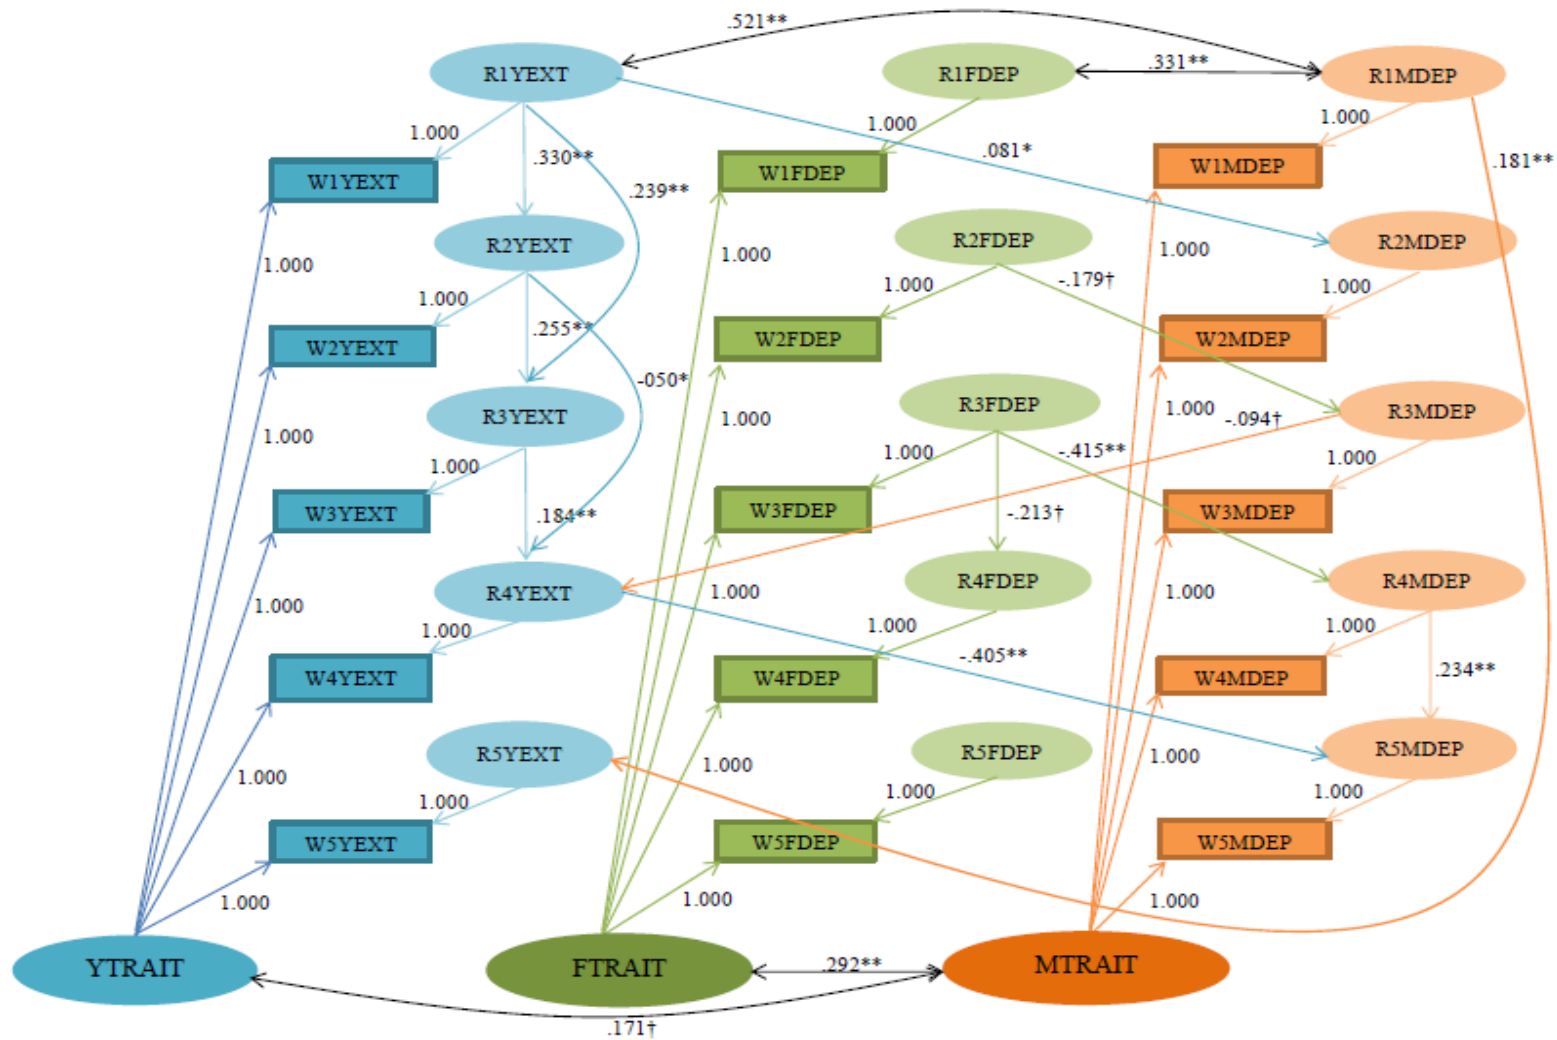 .521**
R1YEXT
R1FDEP
.331**
R1MDEP
1.000
1.000
1.000
.330**
.081*
.181**
W1YEXT
.239**
W1FDEP
W1MDEP
R2YEXT
R2FDEP
R2MDEP
1.000
1.000
1.000
1.000
1.000
-.179†
1.000
.255**
W2YEXT
W2FDEP
W2MDEP
-050*
R3YEXT
R3FDEP
R3MDEP
1.000
1.000
1.000
-.094†
1.000
1.000
-.415**
1.000
W3YEXT
.184**
W3FDEP
-.213†
W3MDEP
R4YEXT
R4FDEP
R4MDEP
1.000
1.000
1.000
1.000
1.000
1.000
-.405**
W4YEXT
W4FDEP
W4MDEP
.234**
R5YEXT
R5FDEP
R5MDEP
1.000
1.000
1.000
1.000
1.000
1.000
W5YEXT
W5FDEP
W5MDEP
1.000
1.000
1.000
YTRAIT
FTRAIT
.292**
MTRAIT
.171†